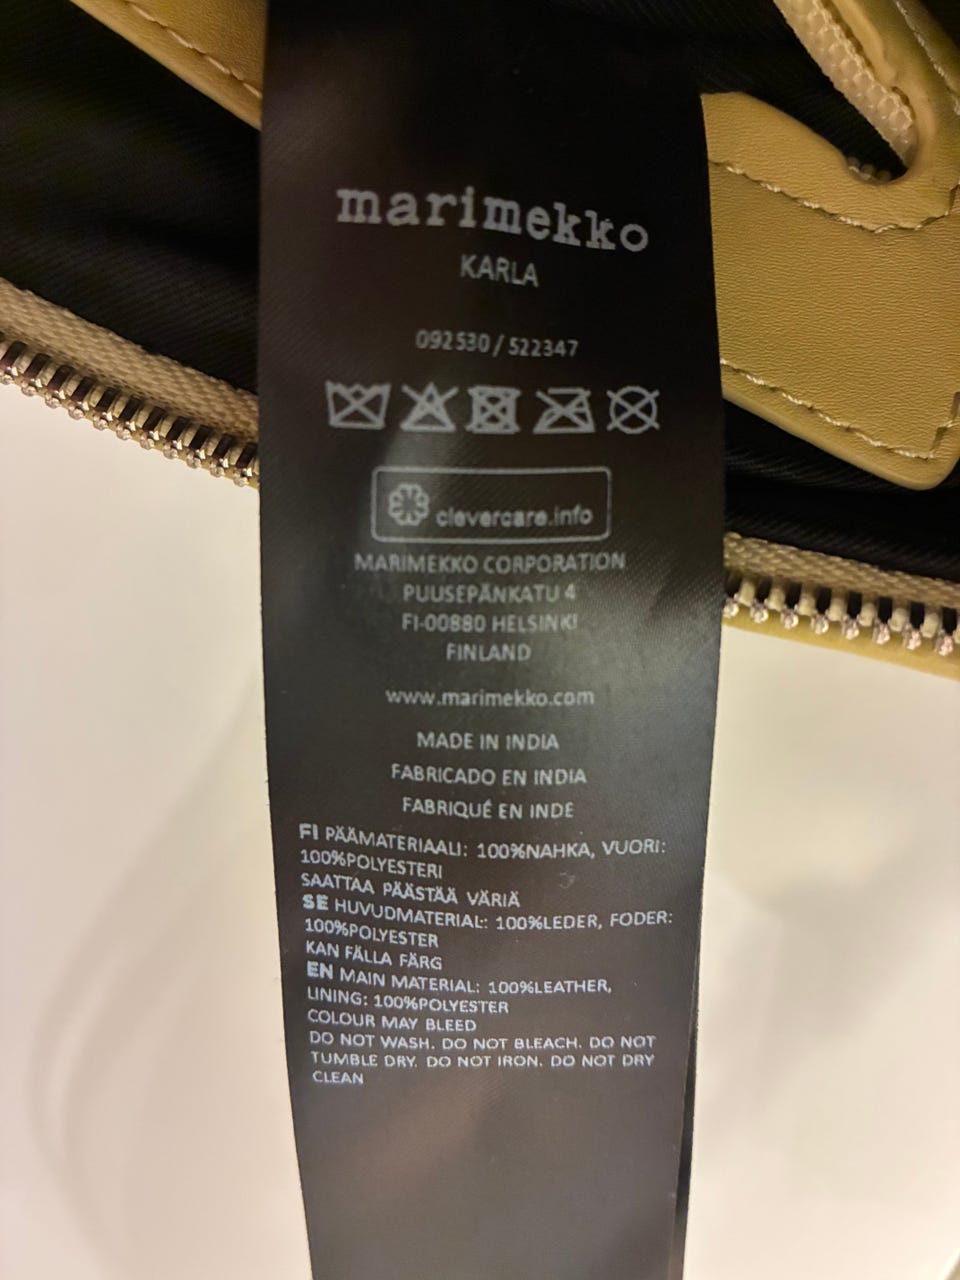 marimekko
KARLA
092530 / 522347
clevercare.info
MARIMEKKO CORPORATION
PUUSEPÄNKATU 4
FI-00880 HELSINKI
FINLAND
www.marimekko.com
MADE IN INDIA
FABRICADO EN INDIA
FABRIQUÉ EN INDE
FI PÄÄMATERIAALI: 100%NAHKA, VUORI:
100%POLYESTERI
SAATTAA PÄÄSTÄÄ VÄRIÄ
SE HUVUDMATERIAL: 100%LEDER, FODER:
100%POLYESTER
KAN FÄLLA FÄRG
EN MAIN MATERIAL: 100%LEATHER,
LINING: 100%POLYESTER
COLOUR MAY BLEED
DO NOT WASH. DO NOT BLEACH. DO NOT
TUMBLE DRY. DO NOT IRON. DO NOT DRY
CLEAN